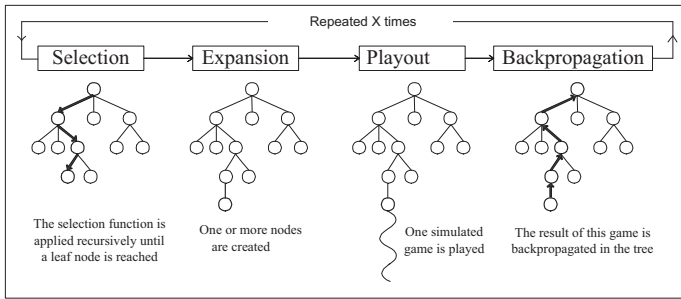 Repeated X times
Selection
Expansion
Playout
Backpropagation
The selection function is
applied recursively until
a leaf node is reached
One or more nodes
are created
One simulated
game is played
The result of this game is
backpropagated in the tree